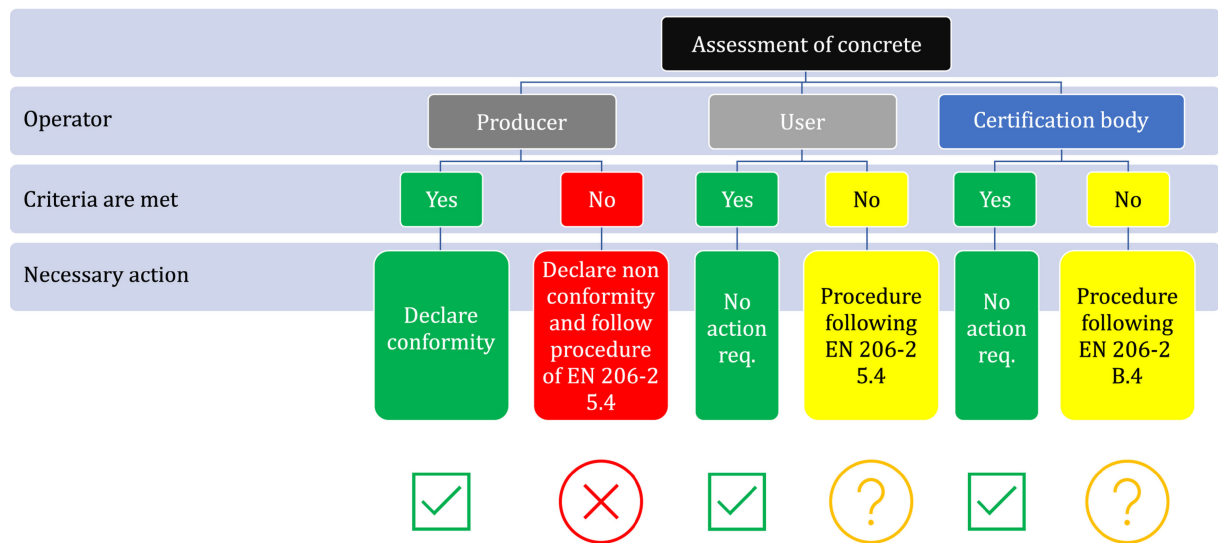 Assessment of concrete
Operator
Producer
User
Certification body
Criteria are met
Yes
No
Yes
No
Yes
No
Necessary action
Declare
conformity
Declare non
conformity
and follow
procedure
of EN 206-2
5.4
No
action
req.
Procedure
following
EN 206-2
5.4
No
action
req.
Procedure
following
EN 206-2
B.4